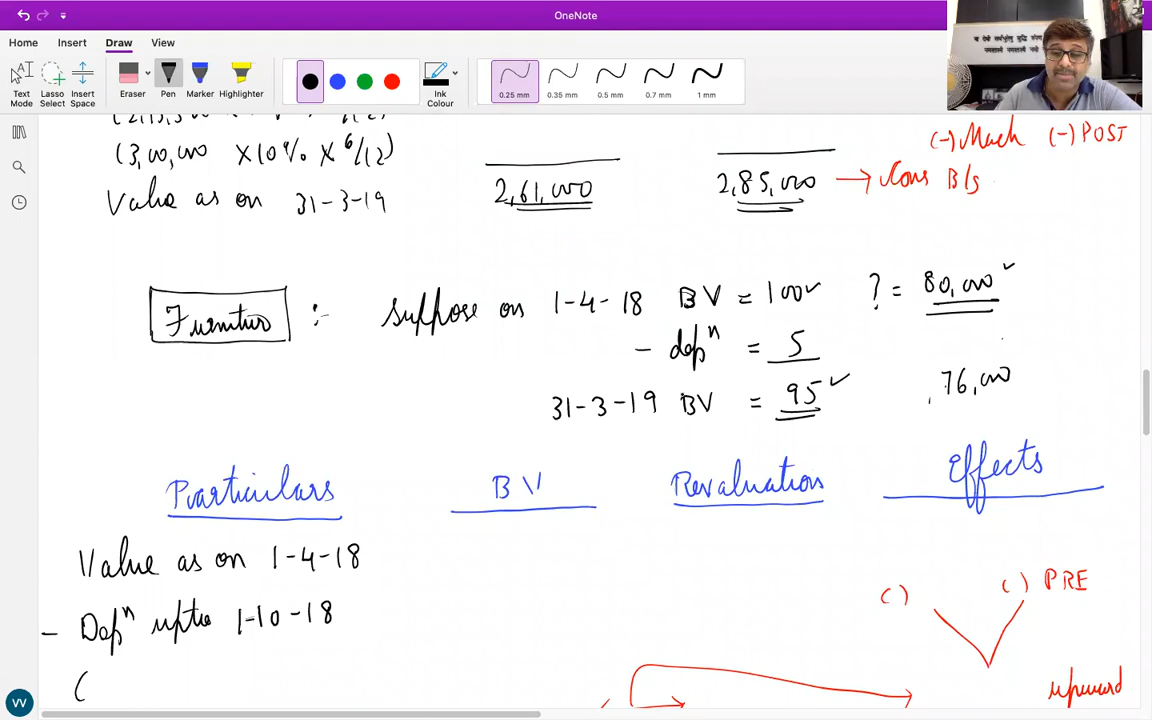 OneNote
Home Insert Draw View
Text Mode
Lasso Select
Insert Space
Eraser
Pen
Marker
Highlighter
Ink Colour
0.25 mm 0.35 mm 0.5 mm 0.7 mm 1 mm
(3,00,000 X10% X 6/12)
Value as on 31-3-19
2,61,000 2,85,000 → Cons B/s
(-) Mach (-) POST
Furniture :- Suppose on 1-4-18 BV = 100✓ ? = 80,000✓
- depn = 5
31-3-19 BV = 95✓ 76,000
Particulars BV Revaluation Effects
Value as on 1-4-18
- Depn upto 1-10-18
( ) ( ) PRE
(
upward
VV